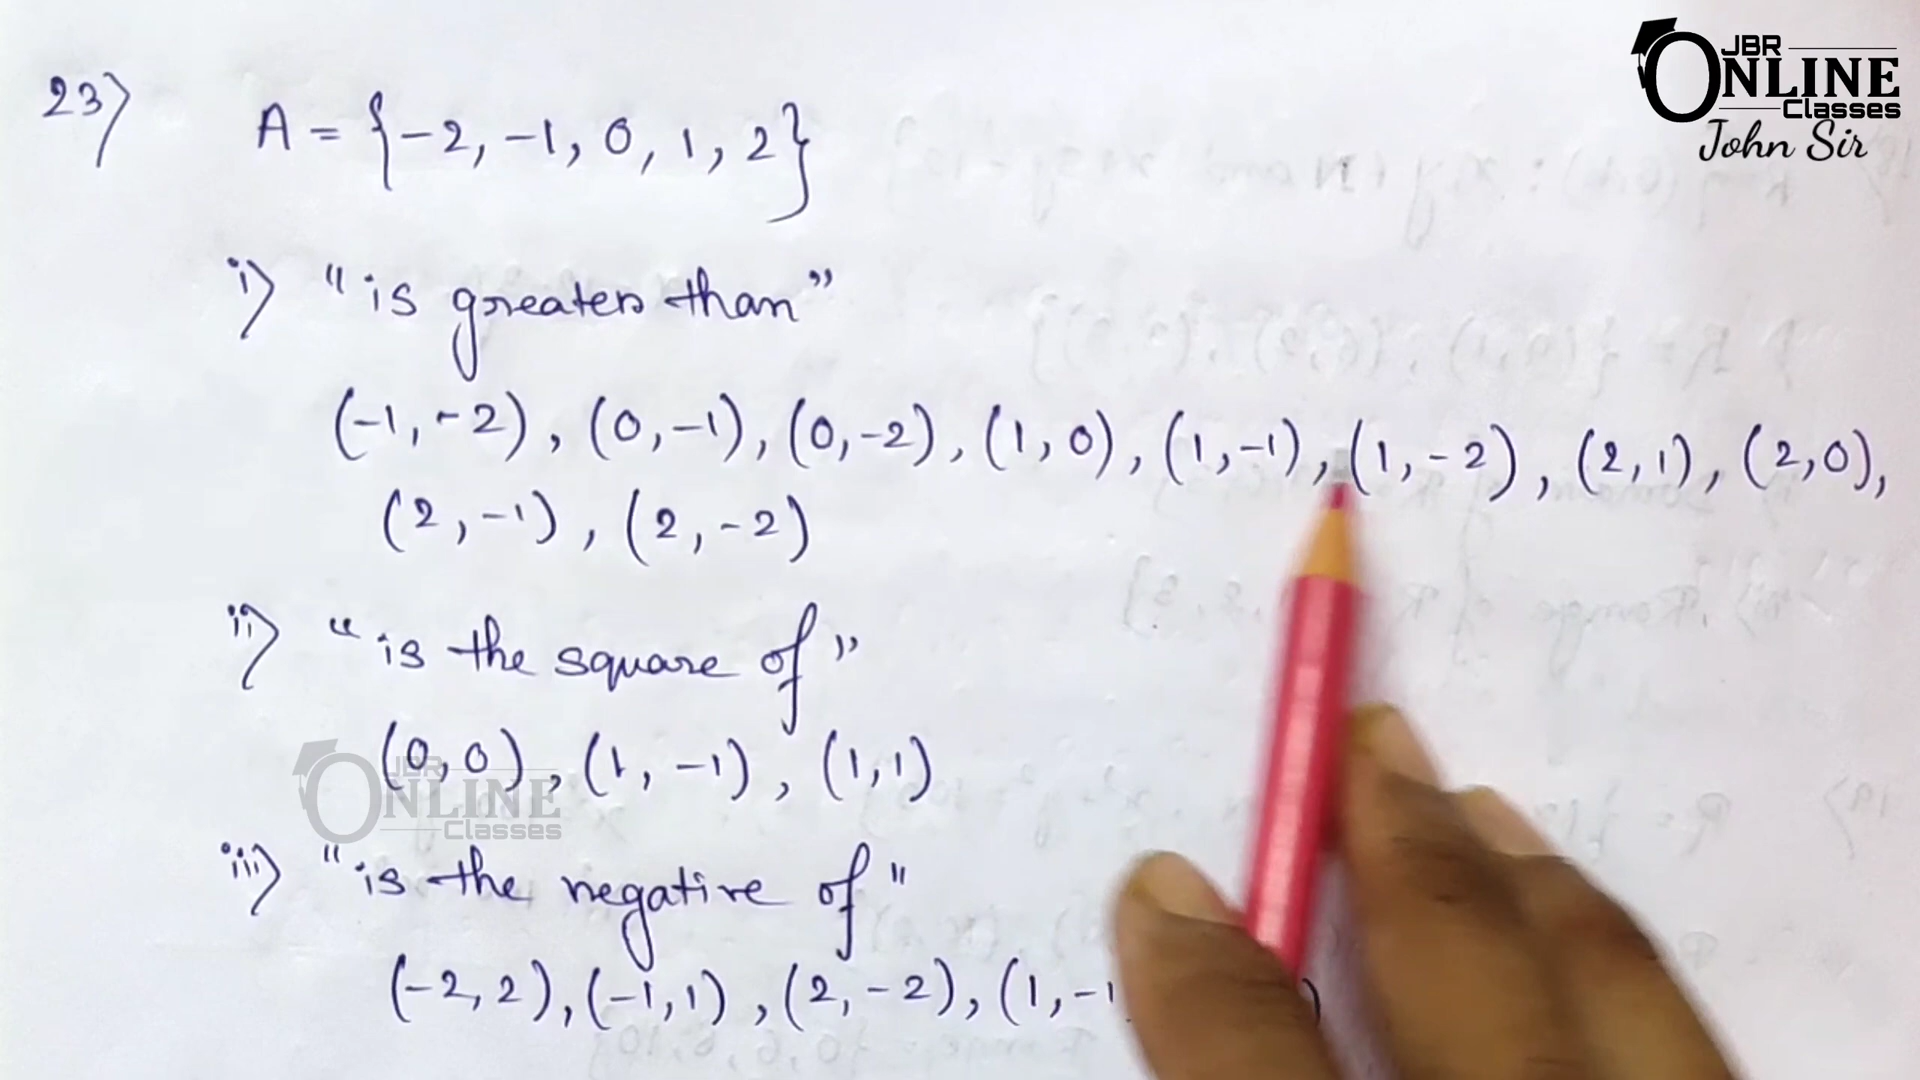 JBR
ONLINE
Classes
John Sir
23) A = {-2, -1, 0, 1, 2}
i) "is greater than"
(-1, -2), (0, -1), (0, -2), (1, 0), (1, -1), (1, -2), (2, 1), (2, 0),
(2, -1), (2, -2)
ii) "is the square of"
(0, 0), (1, -1), (1, 1)
JBR
ONLINE
Classes
iii) "is the negative of"
(-2, 2), (-1, 1), (2, -2), (1, -1 )